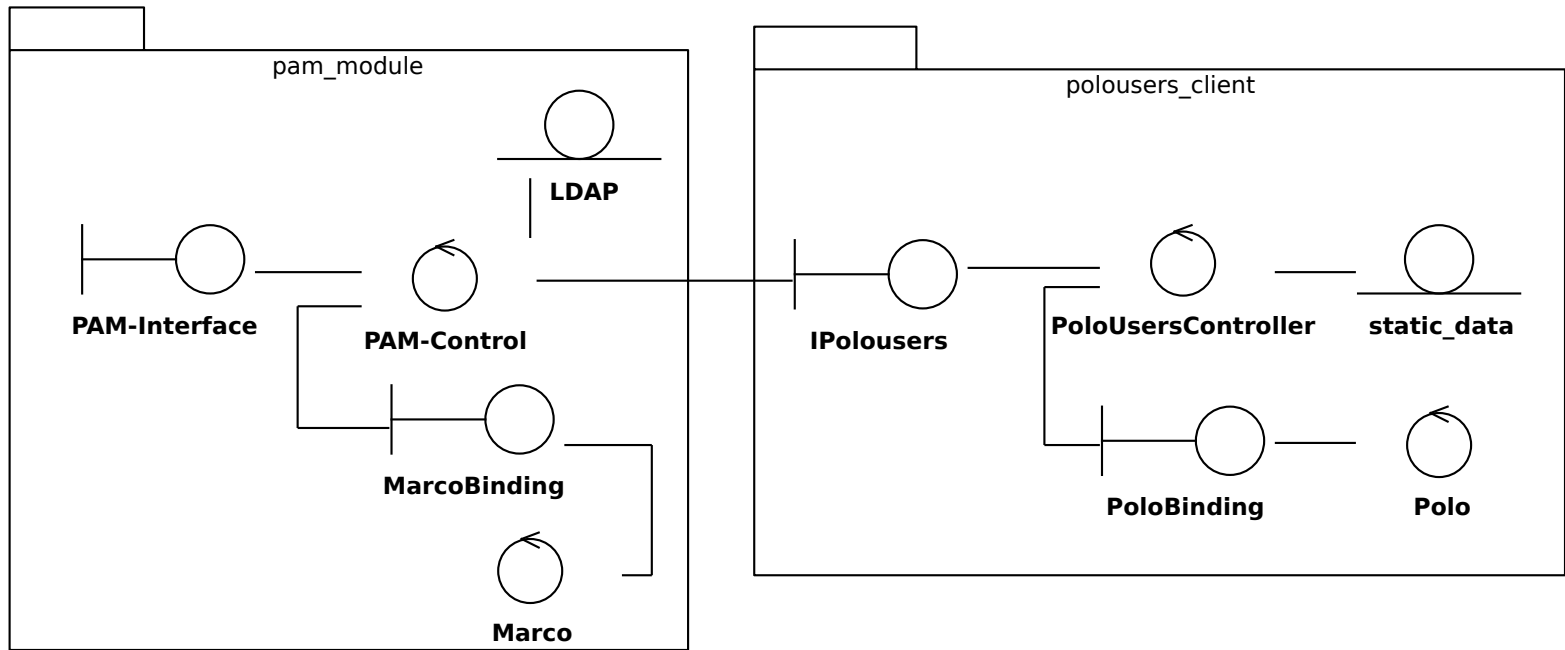 pam_module
LDAP
PAM-Interface
PAM-Control
MarcoBinding
Marco
polousers_client
IPolousers
PoloUsersController
static_data
PoloBinding
Polo